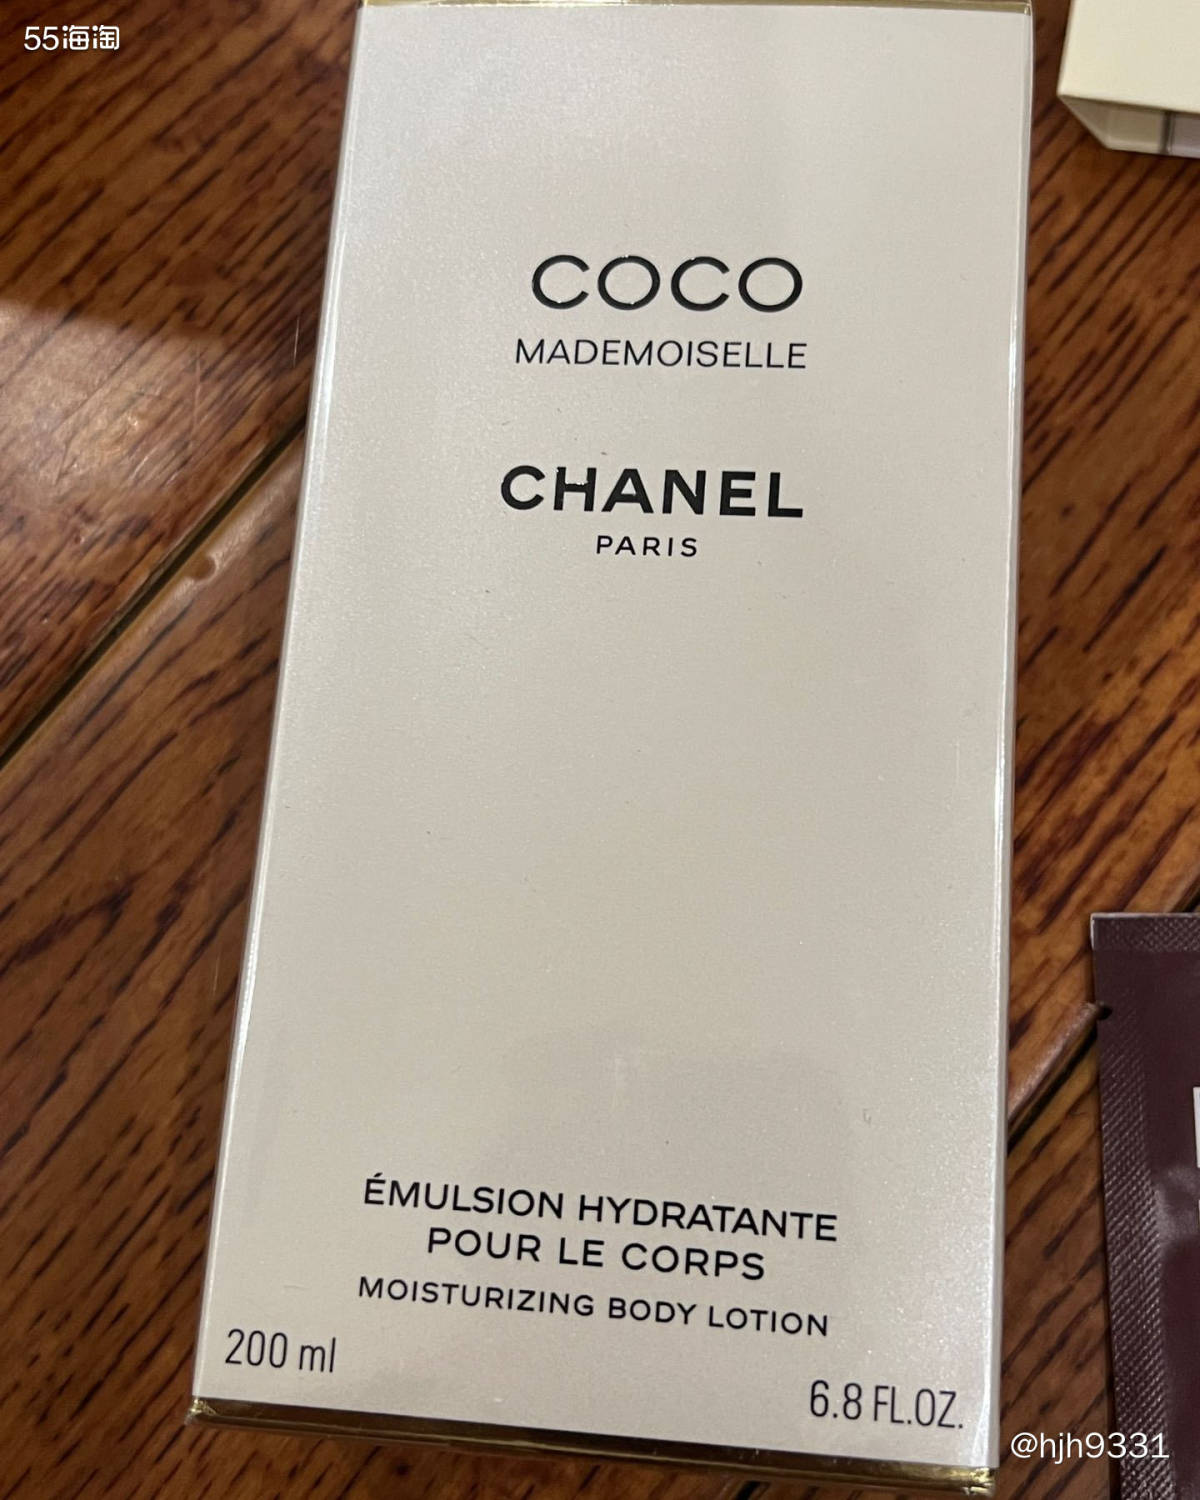 55海淘
COCO
MADEMOISELLE
CHANEL
PARIS
ÉMULSION HYDRATANTE
POUR LE CORPS
MOISTURIZING BODY LOTION
200 ml
6.8 FL.OZ.
@hjh9331